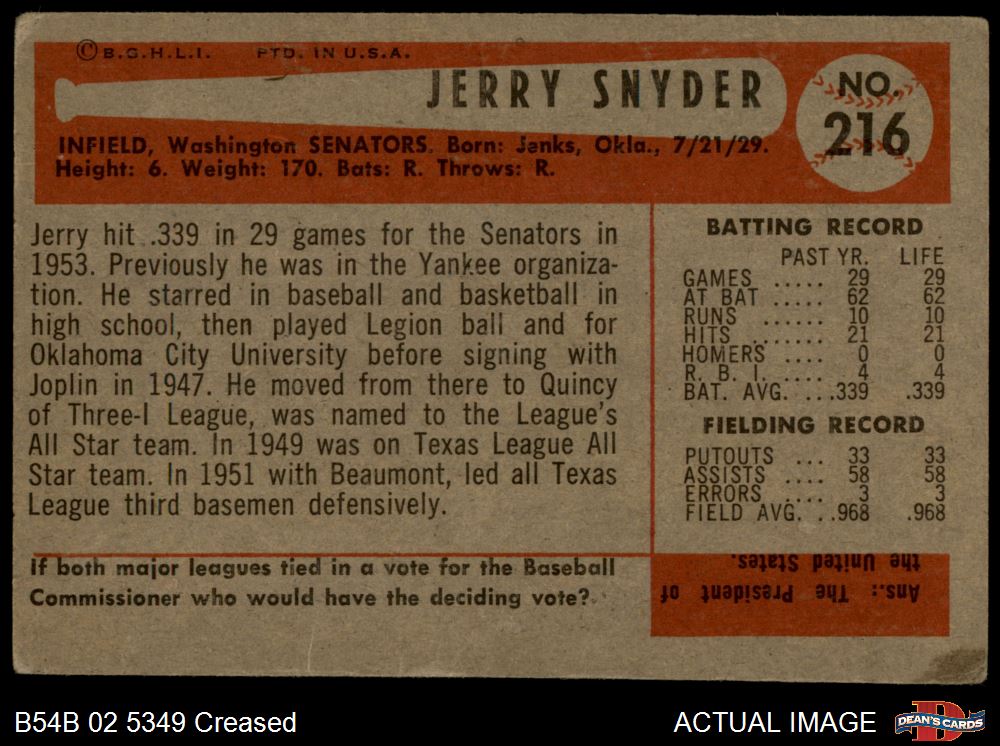 © B.G.H.L.I. PTD. IN U.S.A.
JERRY SNYDER
NO.
216
INFIELD, Washington SENATORS. Born: Jenks, Okla., 7/21/29.
Height: 6. Weight: 170. Bats: R. Throws: R.
Jerry hit .339 in 29 games for the Senators in
1953. Previously he was in the Yankee organiza-
tion. He starred in baseball and basketball in
high school, then played Legion ball and for
Oklahoma City University before signing with
Joplin in 1947. He moved from there to Quincy
of Three-I League, was named to the League's
All Star team. In 1949 was on Texas League All
Star team. In 1951 with Beaumont, led all Texas
League third basemen defensively.
BATTING RECORD
PAST YR. LIFE
GAMES ..... 29 29
AT BAT ..... 62 62
RUNS ...... 10 10
HITS ....... 21 21
HOMERS .... 0 0
R. B. I. .... 4 4
BAT. AVG. ...339 .339
FIELDING RECORD
PUTOUTS ... 33 33
ASSISTS .... 58 58
ERRORS .... 3 3
FIELD AVG. ..968 .968
If both major leagues tied in a vote for the Baseball
Commissioner who would have the deciding vote?
Ans.: The President of
the United States.
B54B 02 5349 Creased
ACTUAL IMAGE
DEAN'S CARDS